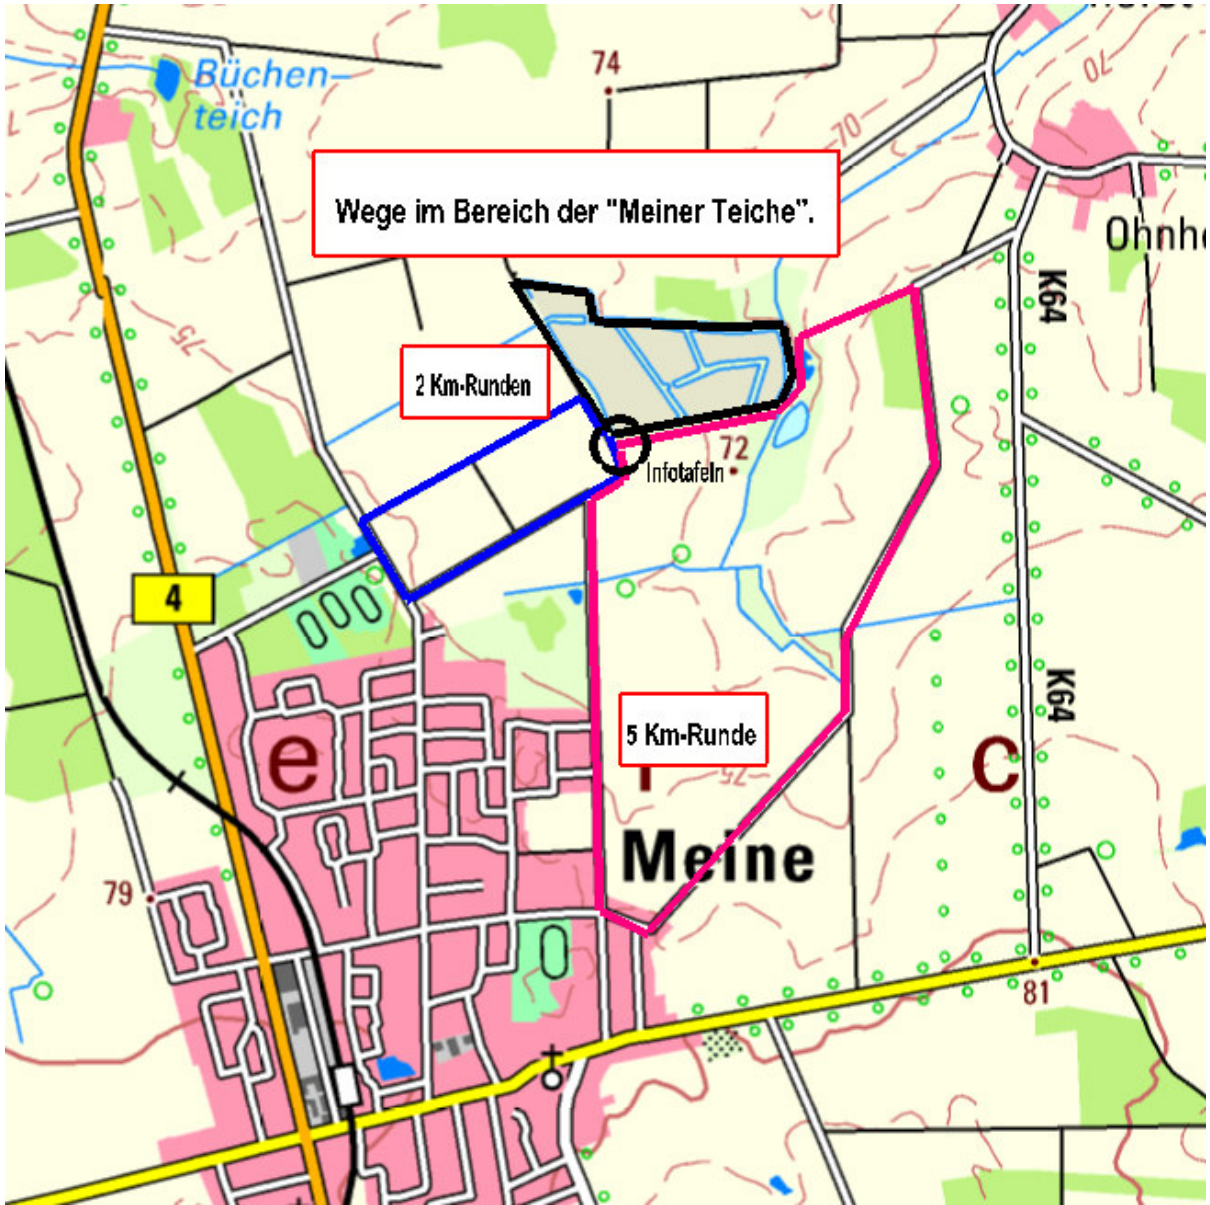 74
70
70
Büchen-
teich
Wege im Bereich der "Meiner Teiche".
Ohnh
K64
75
2 Km-Runden
72
Infotafeln
4
K64
5 Km-Runde
e
C
75
Meine
79
81